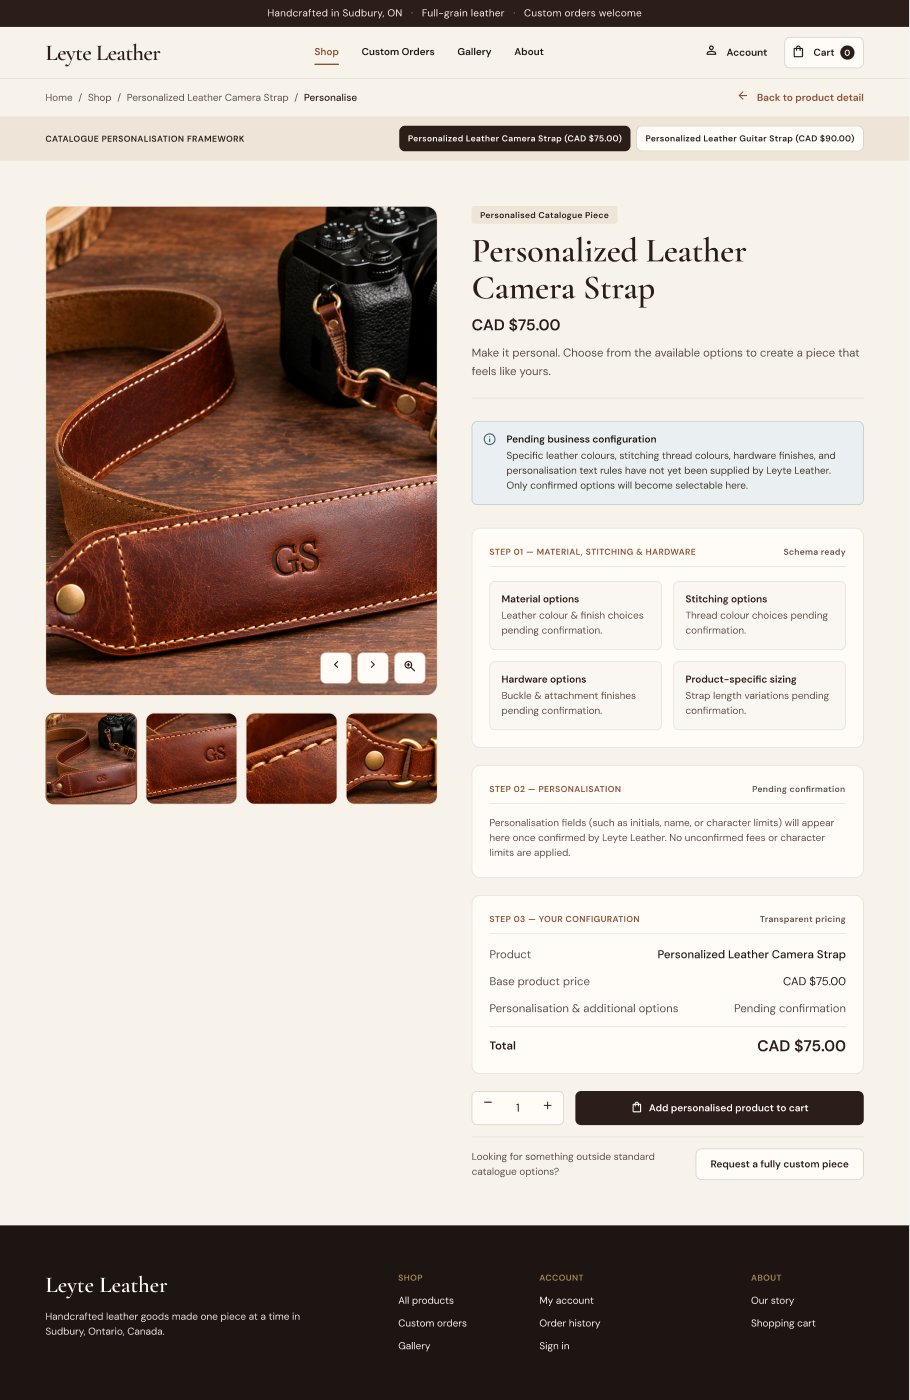 Handcrafted in Sudbury, ON · Full-grain leather · Custom orders welcome
Leyte Leather
Shop Custom Orders Gallery About
Account
Cart 0
Home / Shop / Personalized Leather Camera Strap / Personalise
Back to product detail
CATALOGUE PERSONALISATION FRAMEWORK
Personalized Leather Camera Strap (CAD $75.00)
Personalized Leather Guitar Strap (CAD $90.00)
GS
GS
GS
Personalised Catalogue Piece
Personalized Leather
Camera Strap
CAD $75.00
Make it personal. Choose from the available options to create a piece that
feels like yours.
Pending business configuration
Specific leather colours, stitching thread colours, hardware finishes, and
personalisation text rules have not yet been supplied by Leyte Leather.
Only confirmed options will become selectable here.
STEP 01 — MATERIAL, STITCHING & HARDWARE
Schema ready
Material options
Leather colour & finish choices
pending confirmation.
Stitching options
Thread colour choices pending
confirmation.
Hardware options
Buckle & attachment finishes
pending confirmation.
Product-specific sizing
Strap length variations pending
confirmation.
STEP 02 — PERSONALISATION
Pending confirmation
Personalisation fields (such as initials, name, or character limits) will appear
here once confirmed by Leyte Leather. No unconfirmed fees or character
limits are applied.
STEP 03 — YOUR CONFIGURATION
Transparent pricing
Product Personalized Leather Camera Strap
Base product price CAD $75.00
Personalisation & additional options Pending confirmation
Total CAD $75.00
− 1 +
Add personalised product to cart
Looking for something outside standard
catalogue options?
Request a fully custom piece
Leyte Leather
Handcrafted leather goods made one piece at a time in
Sudbury, Ontario, Canada.
SHOP
All products
Custom orders
Gallery
ACCOUNT
My account
Order history
Sign in
ABOUT
Our story
Shopping cart